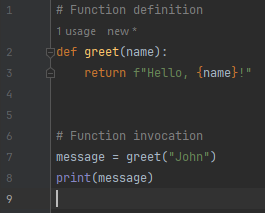 1 # Function definition
1 usage   new *
2 def greet(name):
3     return f"Hello, {name}!"
4
5
6 # Function invocation
7 message = greet("John")
8 print(message)
9